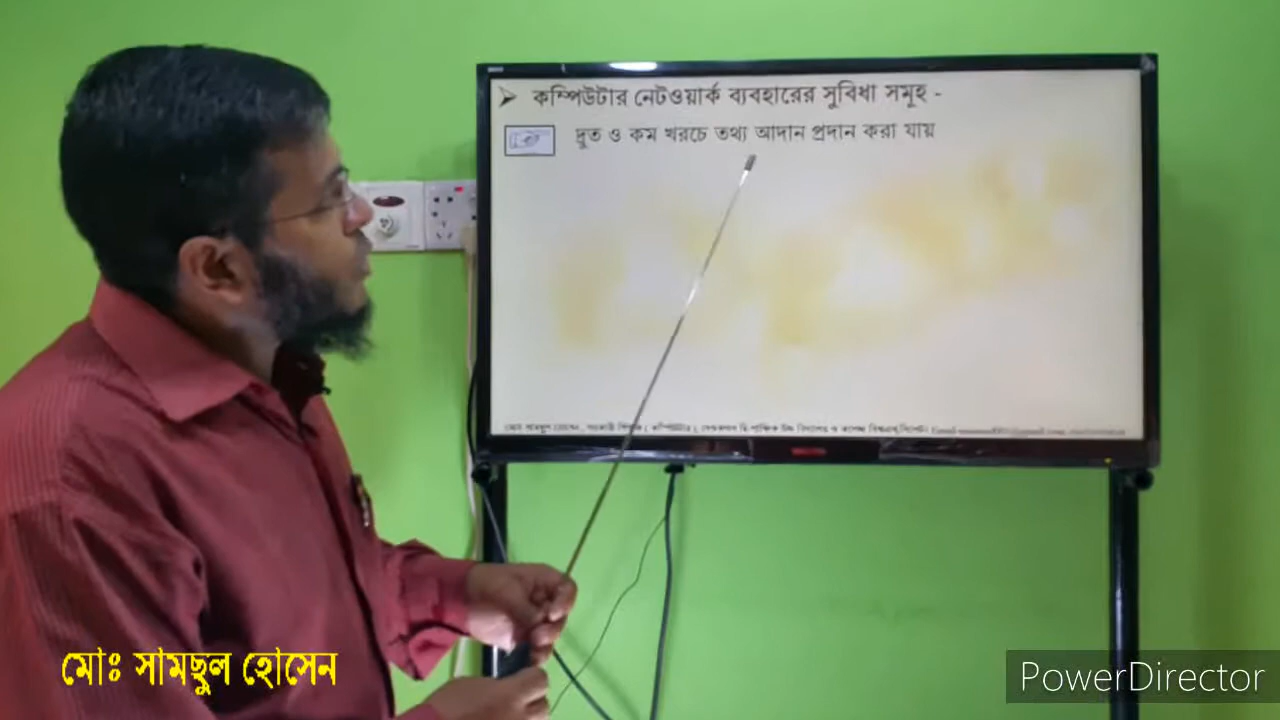 কম্পিউটার নেটওয়ার্ক ব্যবহারের সুবিধা সমূহ -
দ্রুত ও কম খরচে তথ্য আদান প্রদান করা যায়
মোঃ সামছুল হোসেন
PowerDirector